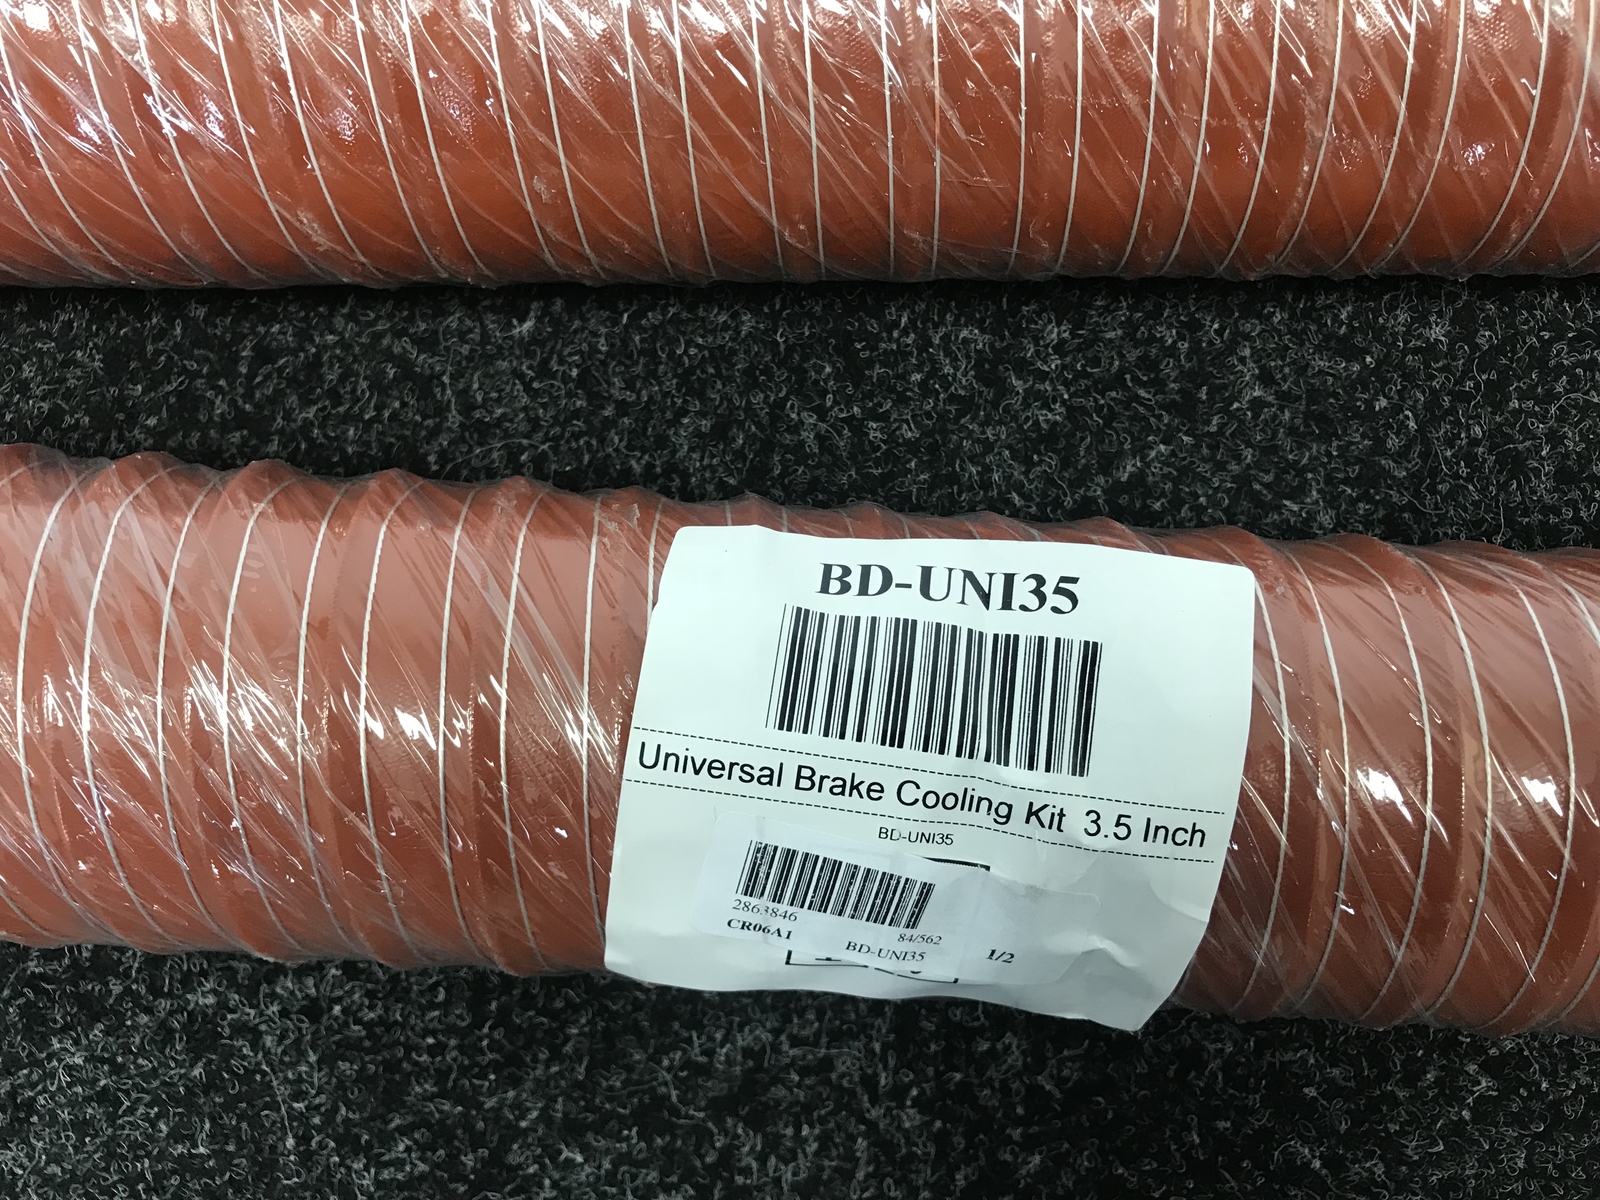 BD-UNI35
Universal Brake Cooling Kit 3.5 Inch
BD-UNI35
2863846
84/562
CR06A1
BD-UNI35
1/2